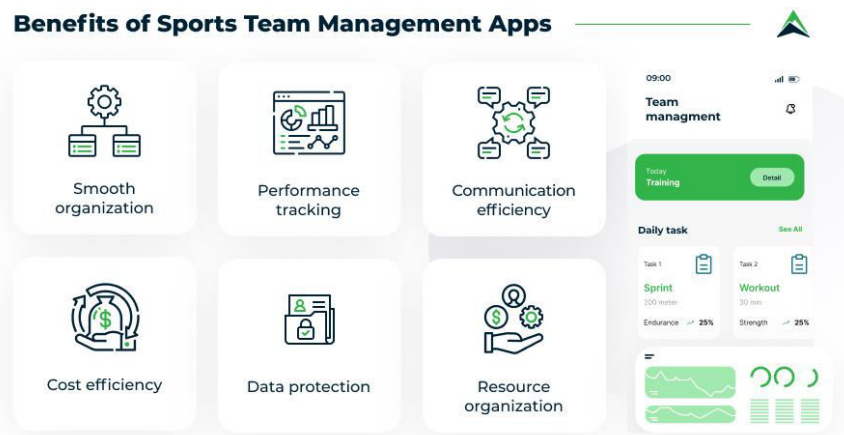 Benefits of Sports Team Management Apps
Smooth
organization
Performance
tracking
Communication
efficiency
Cost efficiency
Data protection
Resource
organization
09:00
Team
managment
Today
Training
Detail
Daily task
See All
Task 1
Sprint
200 meter
Endurance 25%
Task 2
Workout
30 mn
Strength 25%